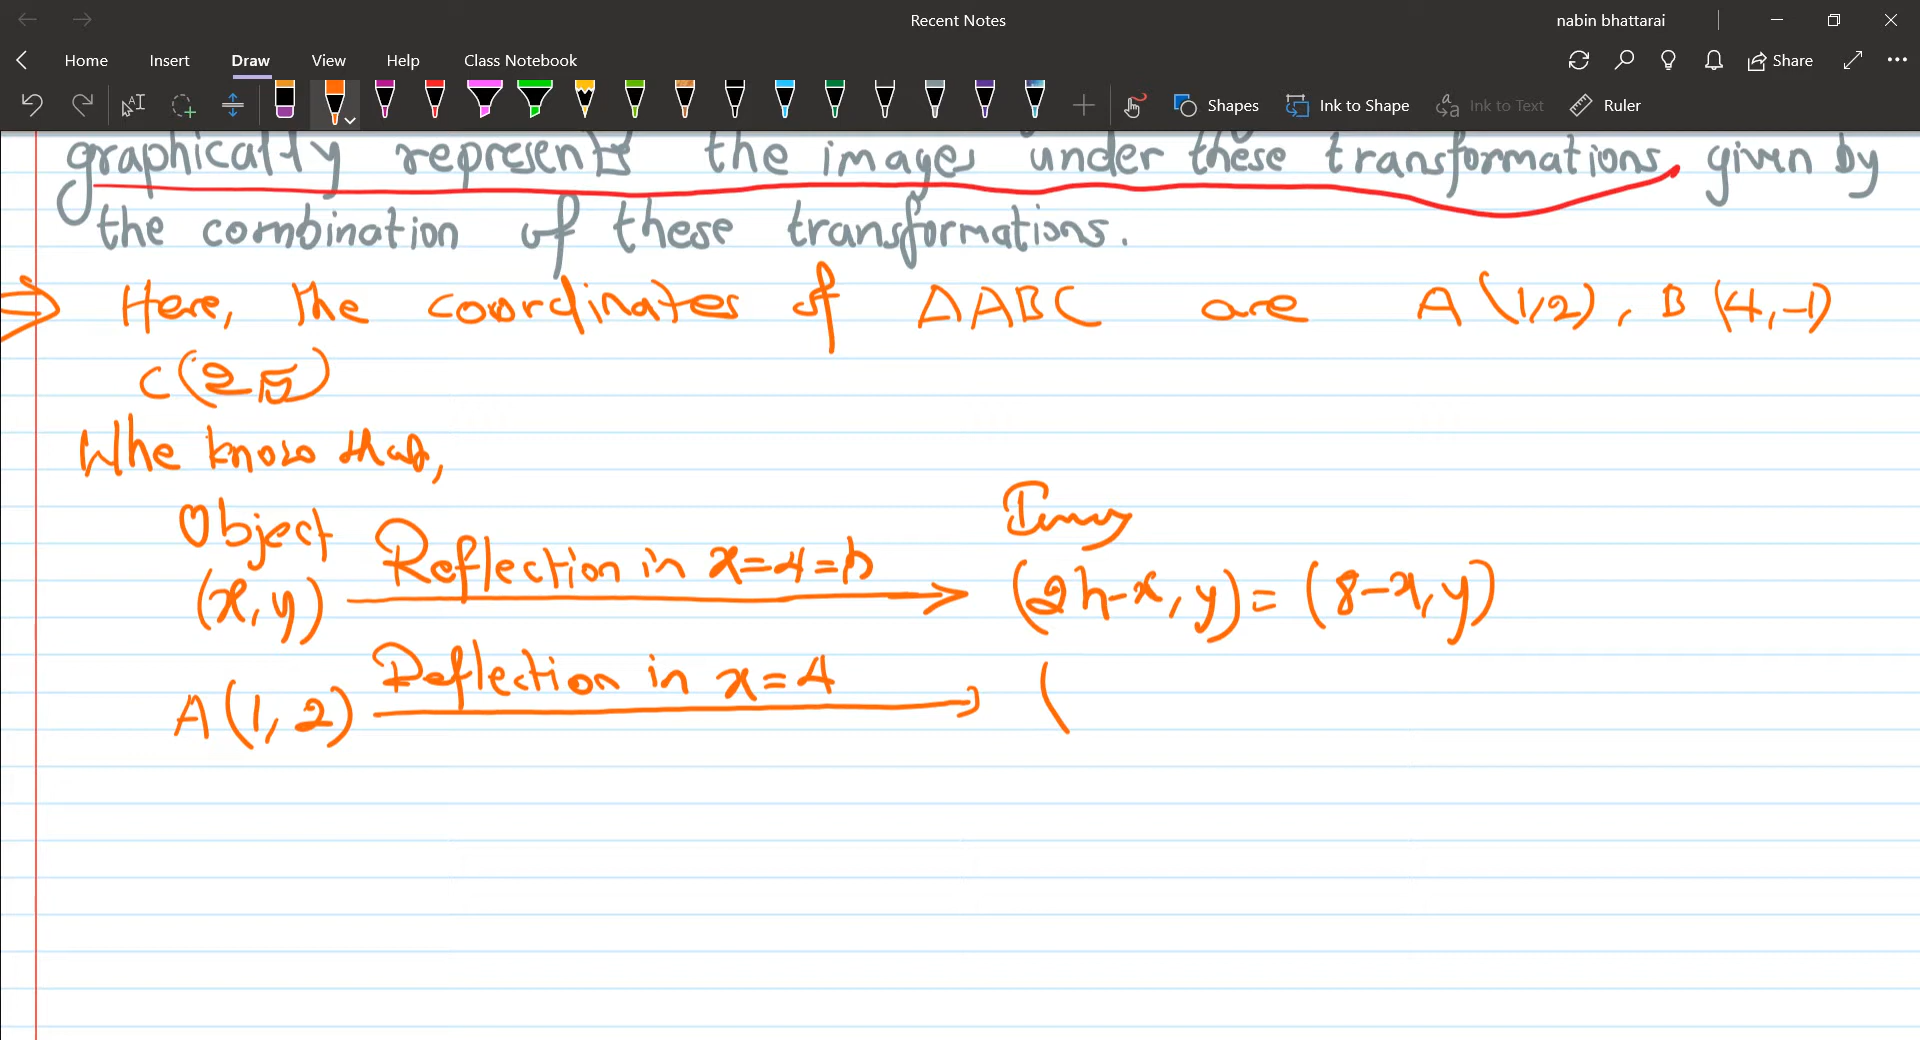 Recent Notes
nabin bhattarai
Home Insert Draw View Help Class Notebook
Share
Shapes Ink to Shape Ink to Text Ruler
graphically represents the images under these transformations, given by
the combination of these transformations.
⇒ Here, the coordinates of ΔABC are A(1,2), B(4,-1)
C(2,5)
Whe know that,
Object
Reflection in x=4=h
(x,y) (2h-x,y)=(8-x,y)
Reflection in x=4
A(1,2) (